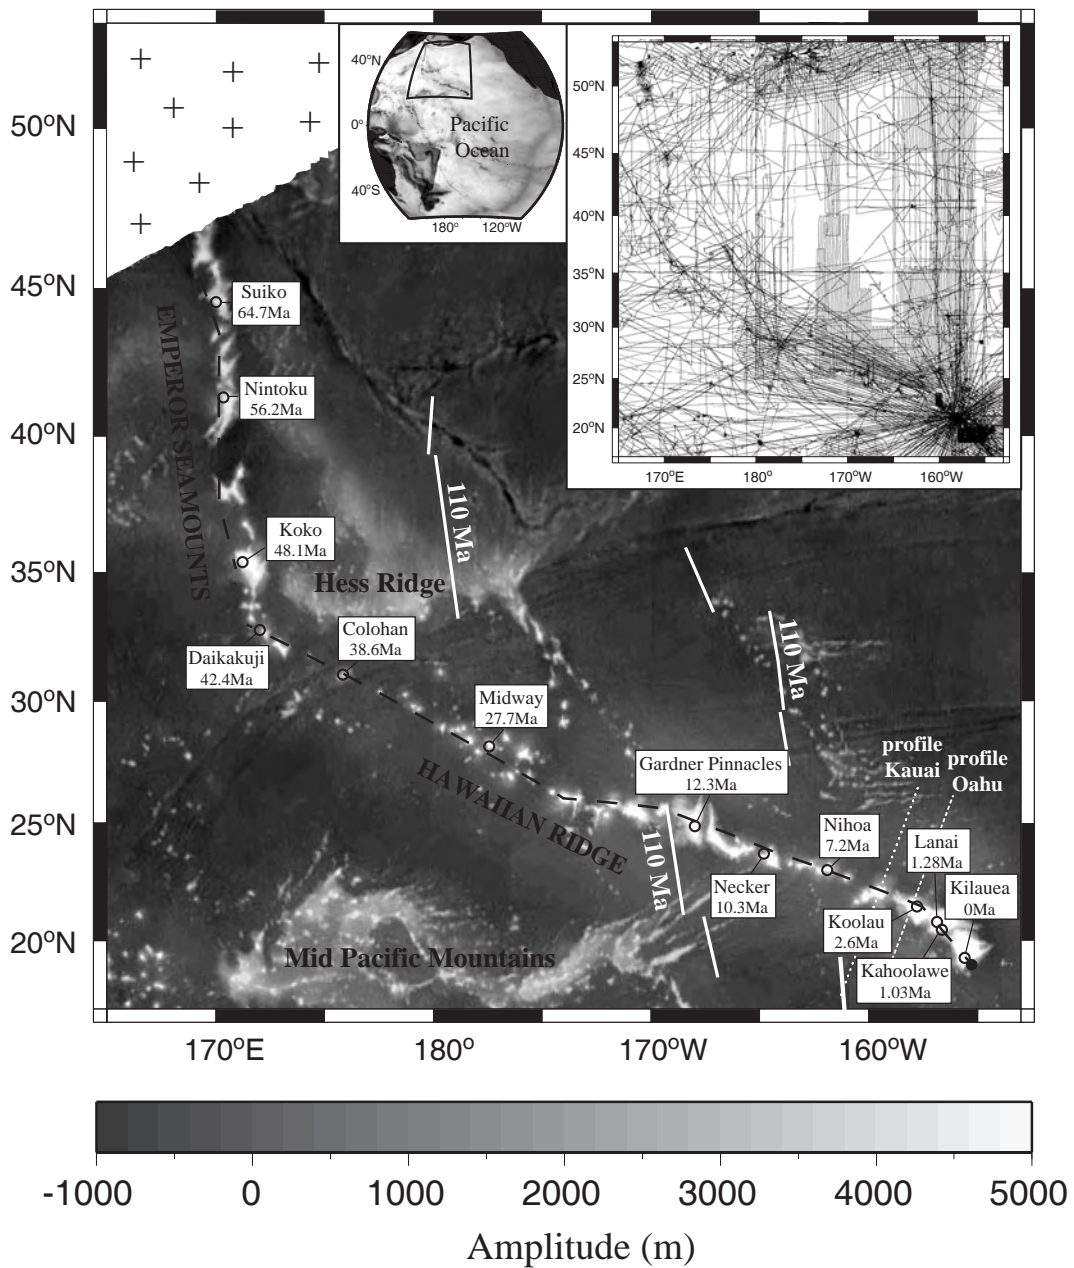 50°N
45°N
40°N
35°N
30°N
25°N
20°N
170°E
180°
170°W
160°W
40°N
0°
40°S
180°
120°W
Pacific
Ocean
50°N
45°N
40°N
35°N
30°N
25°N
20°N
170°E
180°
170°W
160°W
Suiko
64.7Ma
Nintoku
56.2Ma
EMPEROR SEAMOUNTS
Koko
48.1Ma
110 Ma
Hess Ridge
Colohan
38.6Ma
Daikakuji
42.4Ma
110 Ma
Midway
27.7Ma
HAWAIIAN RIDGE
Gardner Pinnacles
12.3Ma
profile
Kauai
profile
Oahu
110 Ma
Nihoa
7.2Ma
Lanai
1.28Ma
Necker
10.3Ma
Kilauea
0Ma
Koolau
2.6Ma
Kahoolawe
1.03Ma
Mid Pacific Mountains
-1000
0
1000
2000
3000
4000
5000
Amplitude (m)